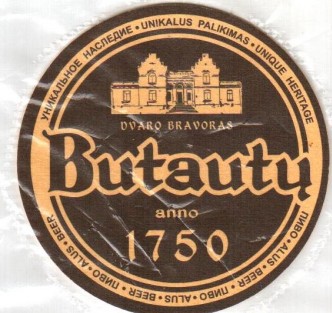 УНИКАЛЬНОЕ НАСЛЕДИЕ • UNIKALUS PALIKIMAS • UNIQUE HERITAGE
DVARO BRAVORAS
Butautų
anno
1750
ПИВО • ALUS • BEER • ПИВО • ALUS • BEER • ПИВО • ALUS • BEER